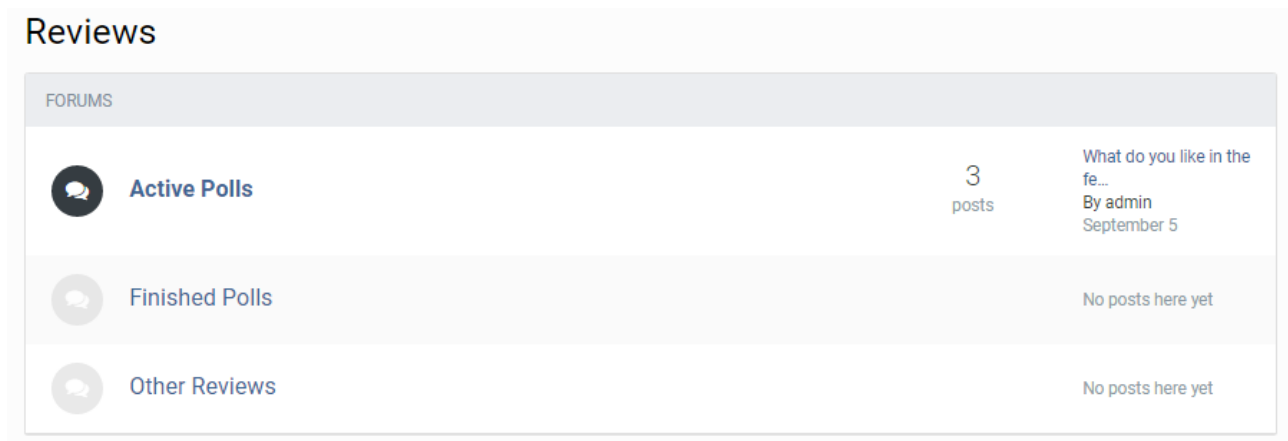 Reviews
FORUMS
Active Polls
3
posts
What do you like in the
fe...
By admin
September 5
Finished Polls
No posts here yet
Other Reviews
No posts here yet